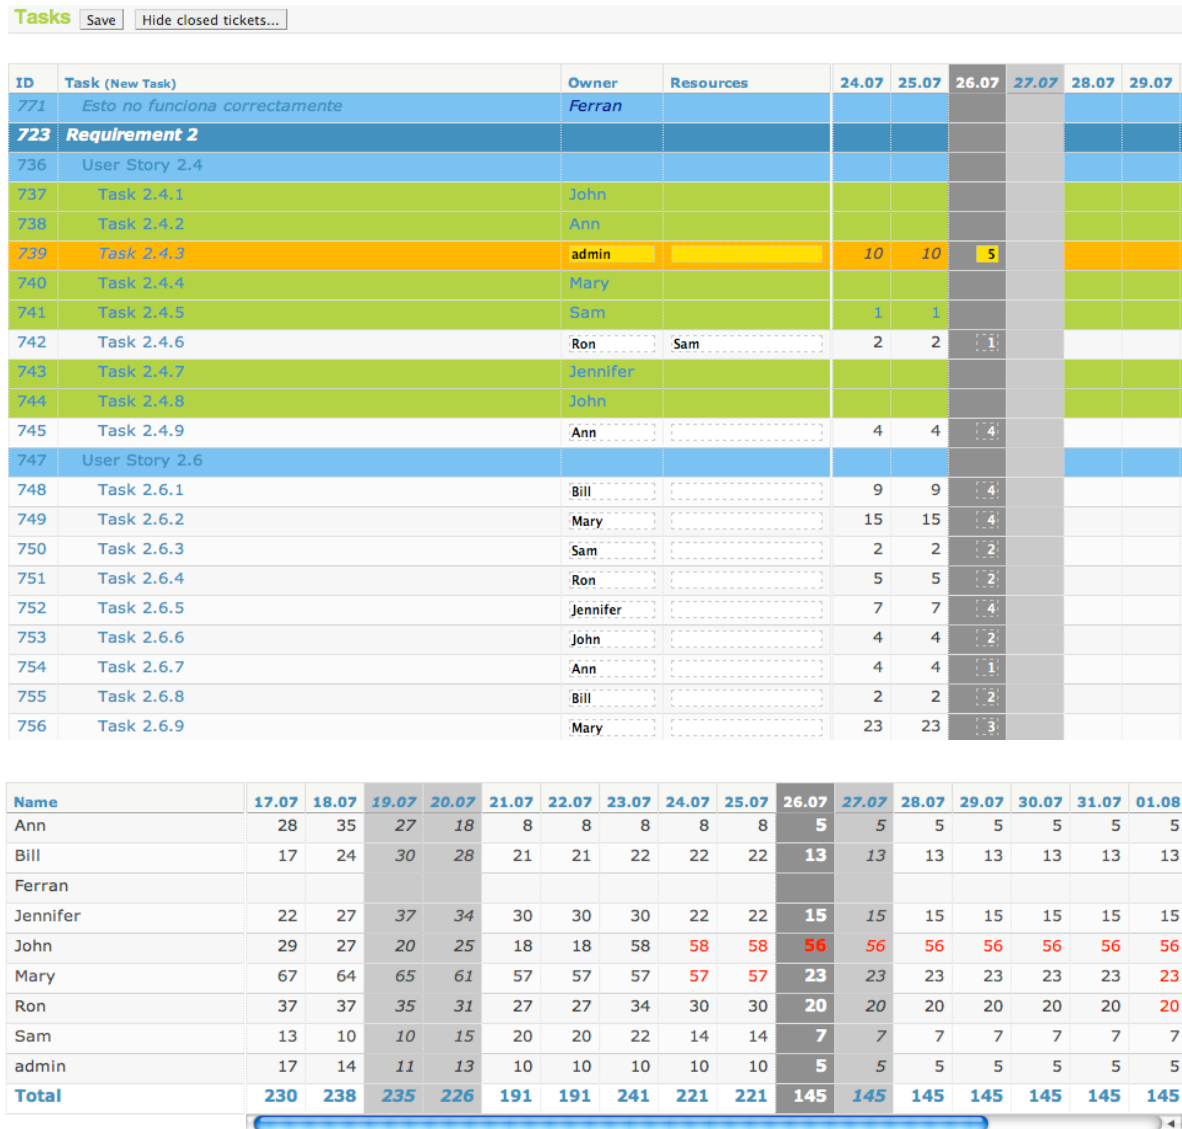 Tasks Save Hide closed tickets...
ID Task (New Task) Owner Resources 24.07 25.07 26.07 27.07 28.07 29.07
771 Esto no funciona correctamente Ferran
723 Requirement 2
736 User Story 2.4
737 Task 2.4.1 John
738 Task 2.4.2 Ann
739 Task 2.4.3 admin 10 10 5
740 Task 2.4.4 Mary
741 Task 2.4.5 Sam 1 1
742 Task 2.4.6 Ron Sam 2 2 1
743 Task 2.4.7 Jennifer
744 Task 2.4.8 John
745 Task 2.4.9 Ann 4 4 4
747 User Story 2.6
748 Task 2.6.1 Bill 9 9 4
749 Task 2.6.2 Mary 15 15 4
750 Task 2.6.3 Sam 2 2 2
751 Task 2.6.4 Ron 5 5 2
752 Task 2.6.5 Jennifer 7 7 4
753 Task 2.6.6 John 4 4 2
754 Task 2.6.7 Ann 4 4 1
755 Task 2.6.8 Bill 2 2 2
756 Task 2.6.9 Mary 23 23 3
Name 17.07 18.07 19.07 20.07 21.07 22.07 23.07 24.07 25.07 26.07 27.07 28.07 29.07 30.07 31.07 01.08
Ann 28 35 27 18 8 8 8 8 8 5 5 5 5 5 5 5
Bill 17 24 30 28 21 21 22 22 22 13 13 13 13 13 13 13
Ferran
Jennifer 22 27 37 34 30 30 30 22 22 15 15 15 15 15 15 15
John 29 27 20 25 18 18 58 58 58 56 56 56 56 56 56 56
Mary 67 64 65 61 57 57 57 57 57 23 23 23 23 23 23 23
Ron 37 37 35 31 27 27 34 30 30 20 20 20 20 20 20 20
Sam 13 10 10 15 20 20 22 14 14 7 7 7 7 7 7 7
admin 17 14 11 13 10 10 10 10 10 5 5 5 5 5 5 5
Total 230 238 235 226 191 191 241 221 221 145 145 145 145 145 145 145